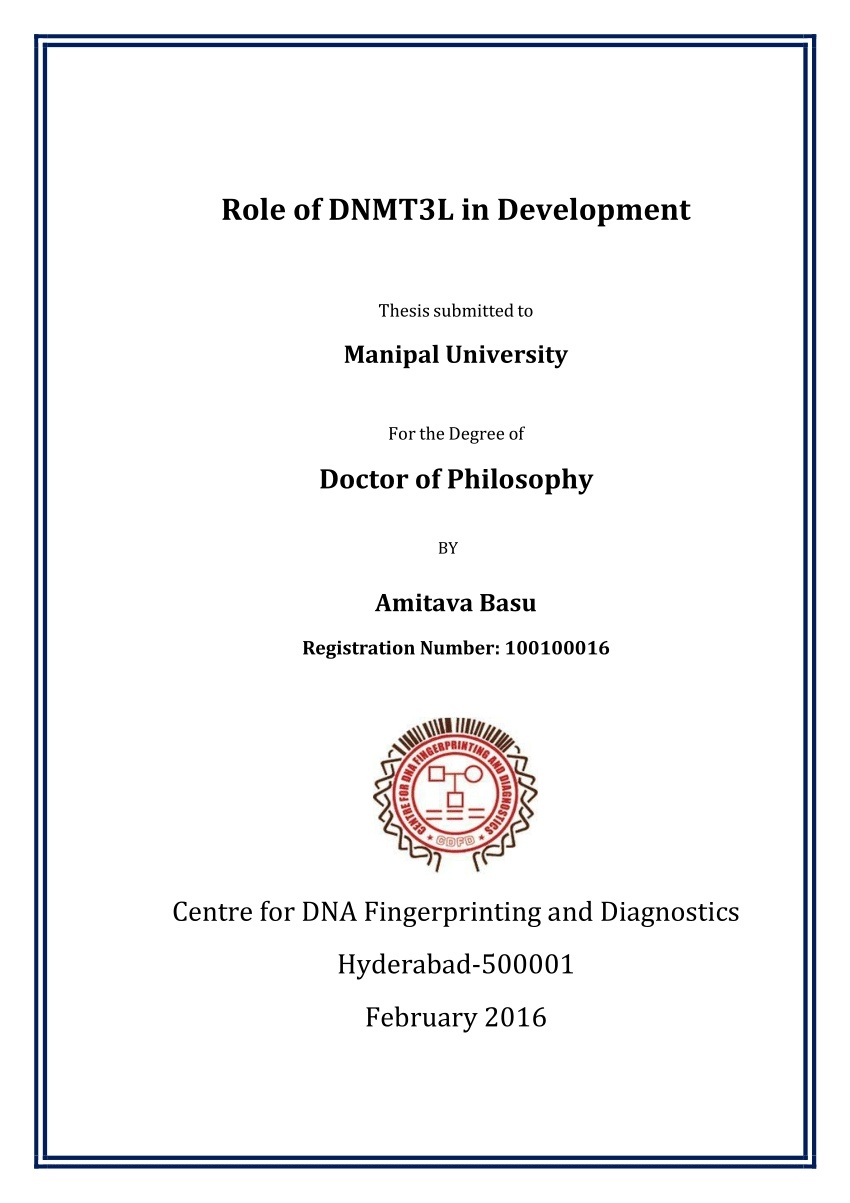 Role of DNMT3L in Development
Thesis submitted to
Manipal University
For the Degree of
Doctor of Philosophy
BY
Amitava Basu
Registration Number: 100100016
CENTRE FOR DNA FINGERPRINTING AND DIAGNOSTICS
CDFD
Centre for DNA Fingerprinting and Diagnostics
Hyderabad-500001
February 2016